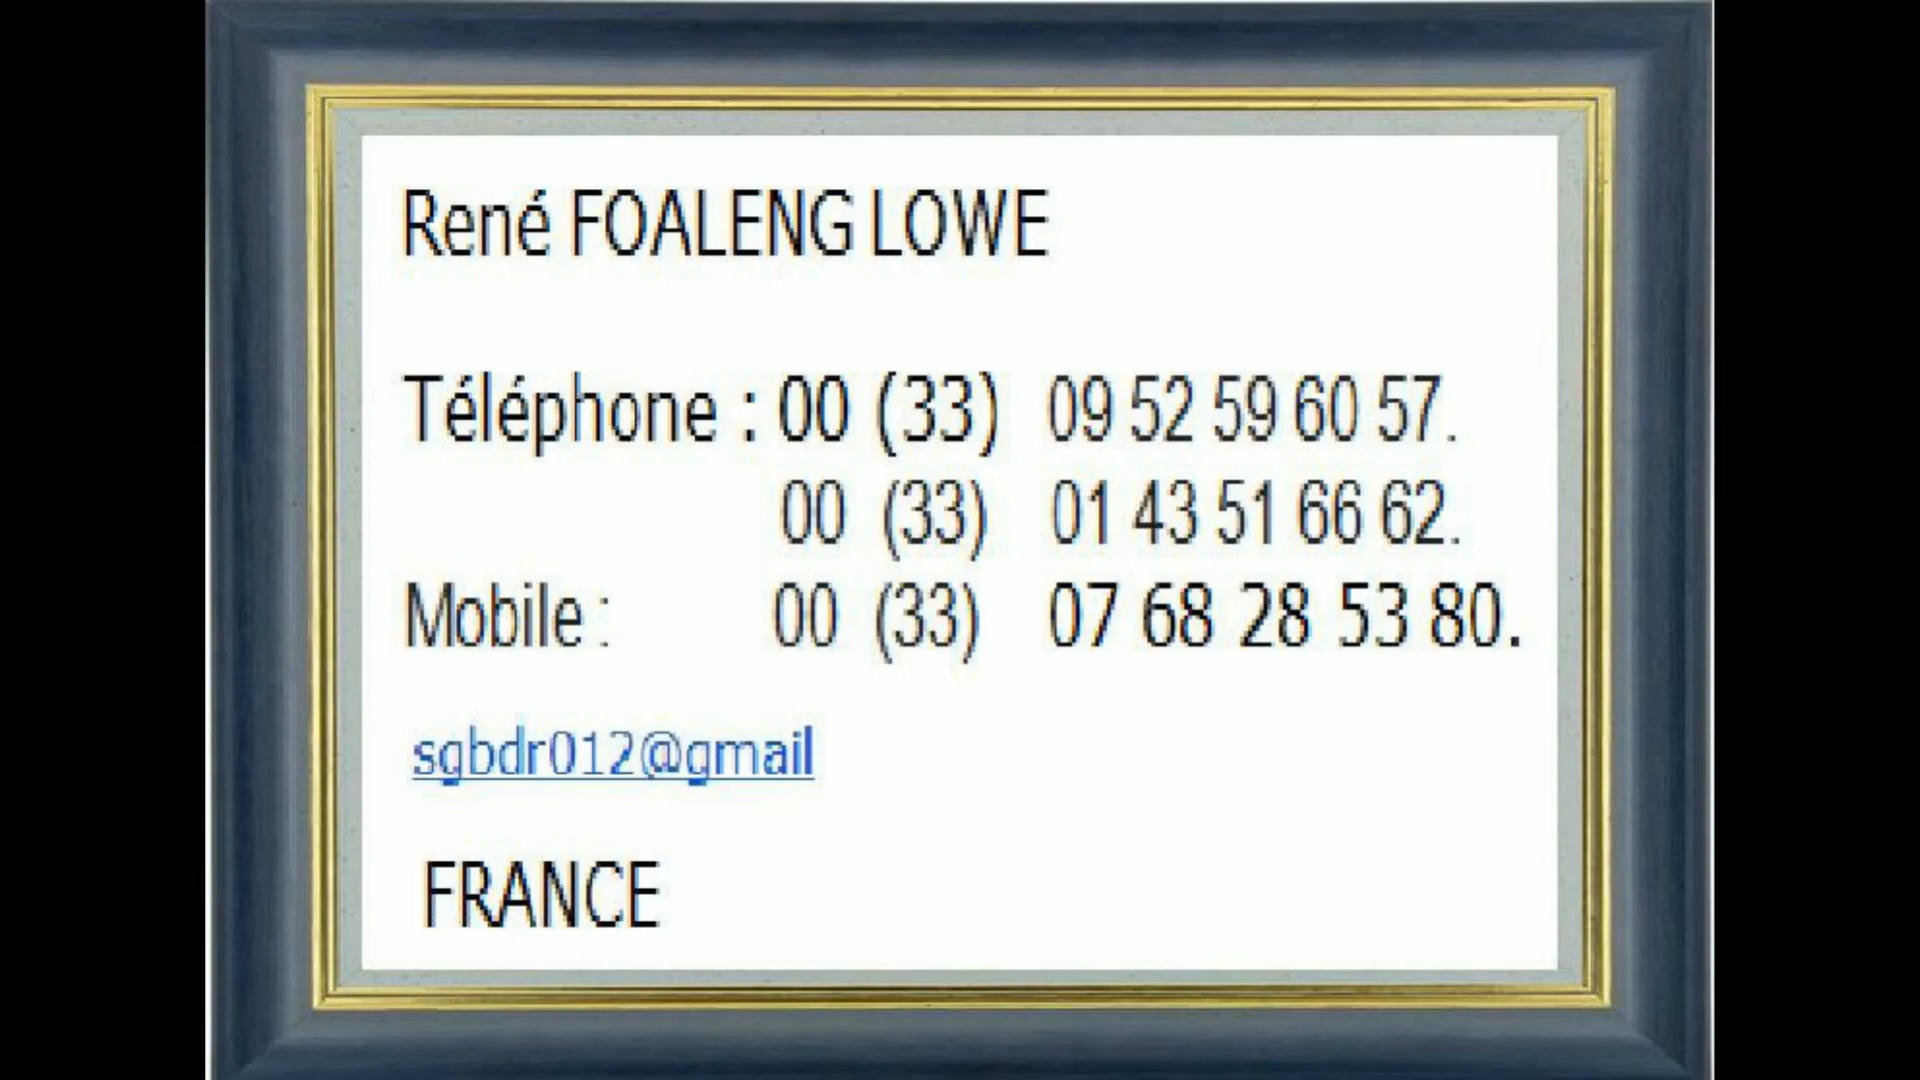 René FOALENG LOWE
Téléphone : 00 (33) 09 52 59 60 57.
00 (33) 01 43 51 66 62.
Mobile : 00 (33) 07 68 28 53 80.
sgbdr012@gmail
FRANCE